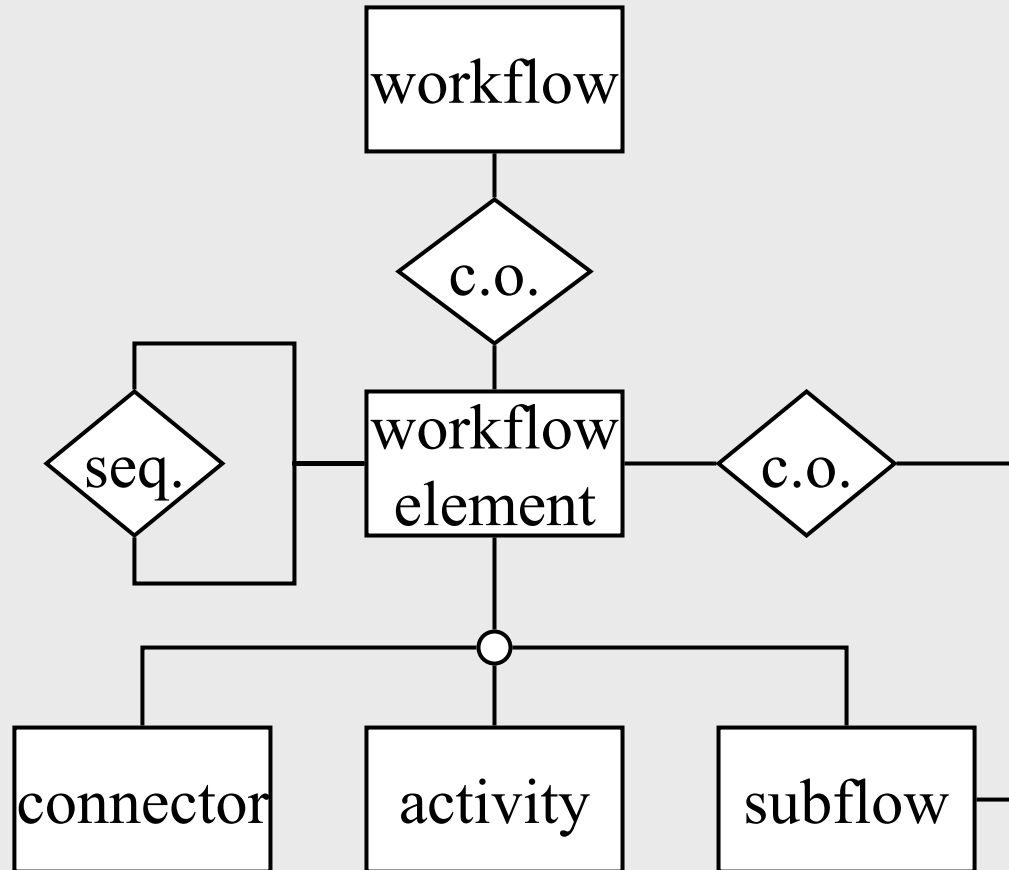 workflow
c.o.
workflow
element
seq.
c.o.
connector
activity
subflow